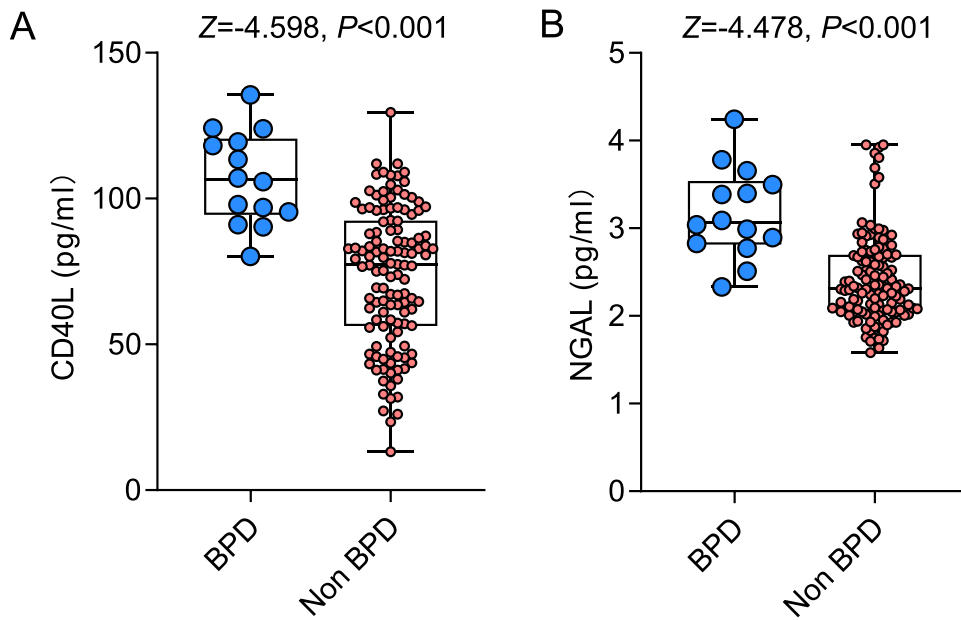 A
Z=-4.598, P<0.001
CD40L (pg/ml)
150
100
50
0
BPD
Non BPD
B
Z=-4.478, P<0.001
NGAL (pg/ml)
5
4
3
2
1
0
BPD
Non BPD